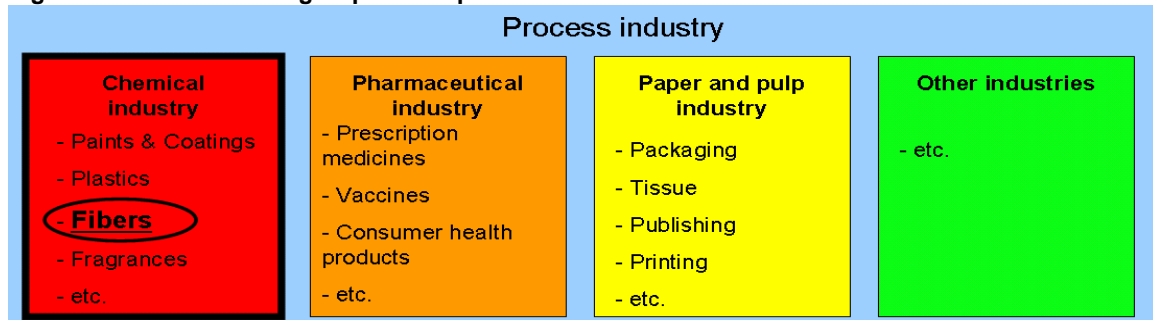 Process industry
Chemical
industry
- Paints & Coatings
- Plastics
- Fibers
- Fragrances
- etc.
Pharmaceutical
industry
- Prescription
medicines
- Vaccines
- Consumer health
products
- etc.
Paper and pulp
industry
- Packaging
- Tissue
- Publishing
- Printing
- etc.
Other industries
- etc.